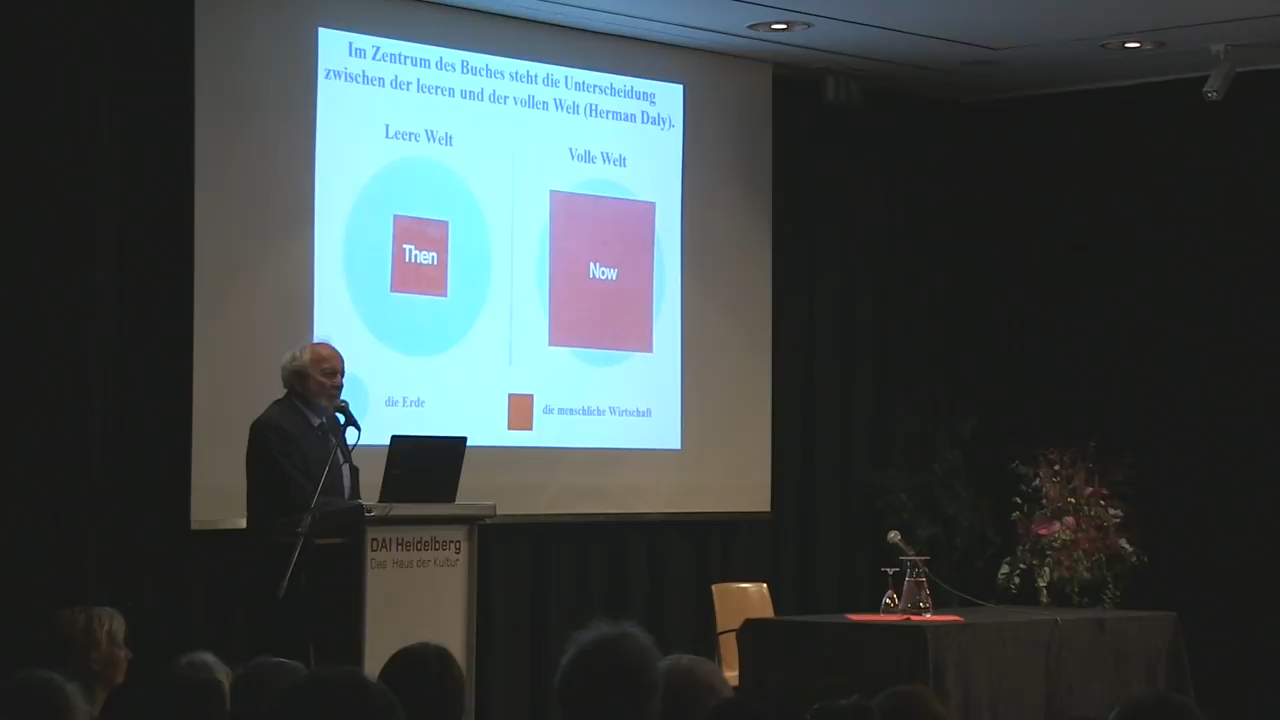 Im Zentrum des Buches steht die Unterscheidung
zwischen der leeren und der vollen Welt (Herman Daly).
Leere Welt
Volle Welt
Then
Now
die Erde
die menschliche Wirtschaft
DAI Heidelberg
Das Haus der Kultur